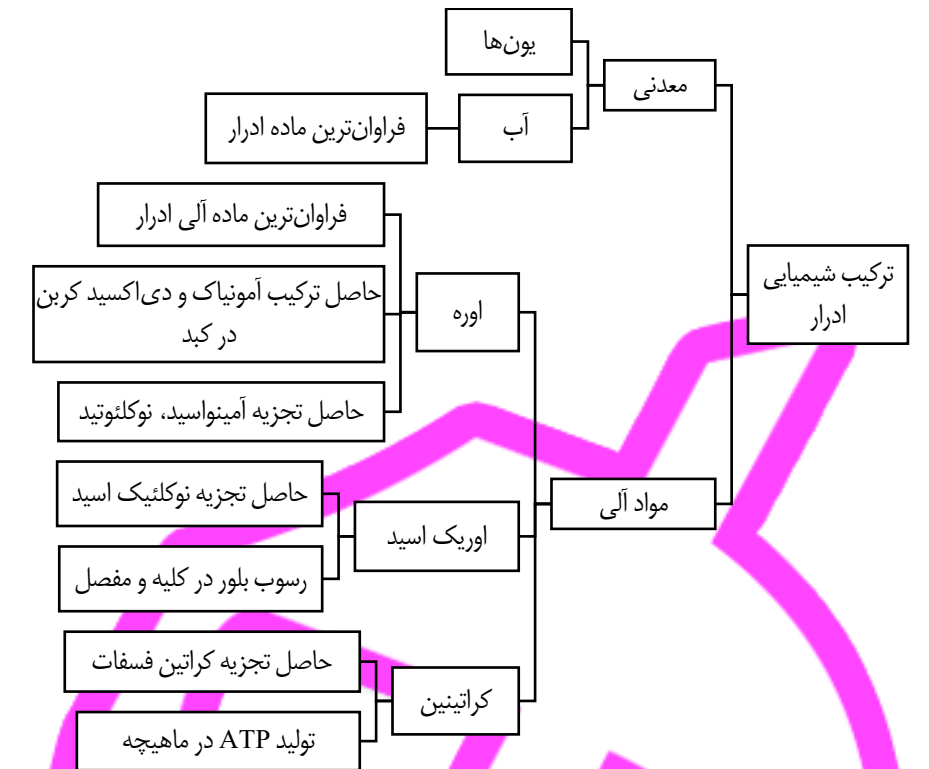 ترکیب شیمیایی
ادرار
معدنی
یون‌ها
آب
فراوان‌ترین ماده ادرار
مواد آلی
اوره
فراوان‌ترین ماده آلی ادرار
حاصل ترکیب آمونیاک و دی‌اکسید کربن
در کبد
حاصل تجزیه آمینواسید، نوکلئوتید
اوریک اسید
حاصل تجزیه نوکلئیک اسید
رسوب بلور در کلیه و مفصل
کراتینین
حاصل تجزیه کراتین فسفات
تولید ATP در ماهیچه